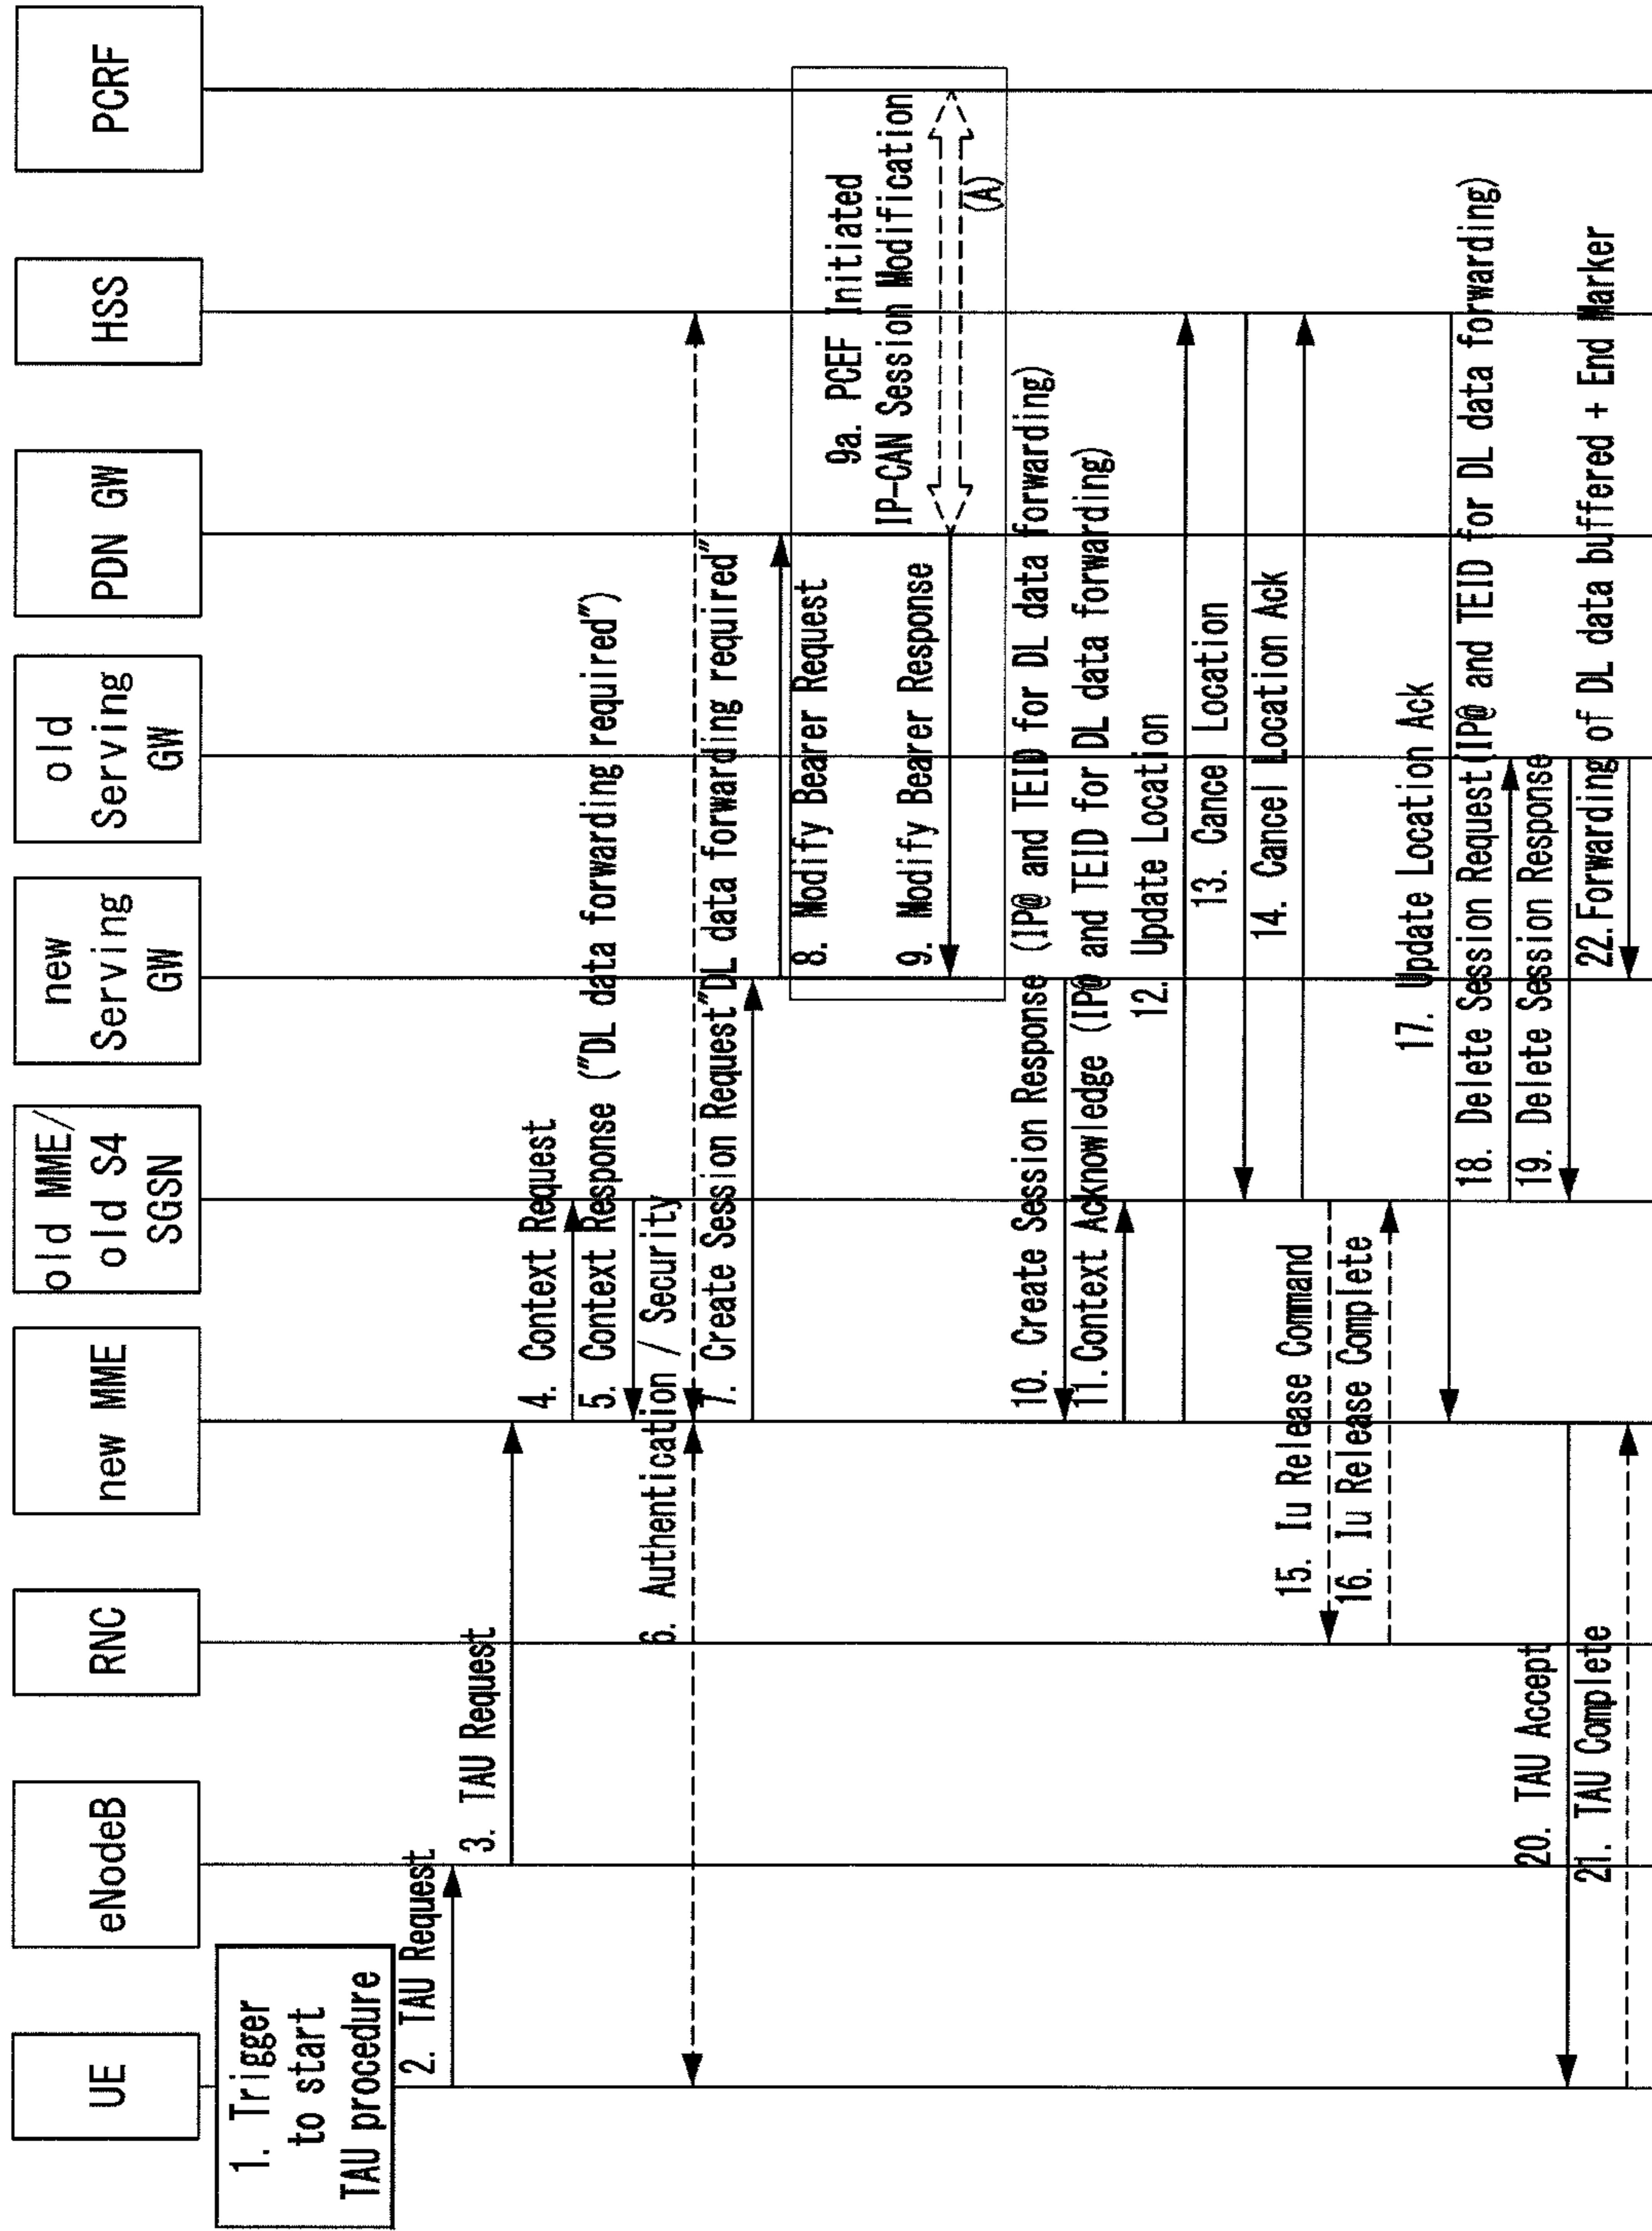 UE
eNodeB
RNC
new MME
old MME/
old S4
SGSN
new
Serving
GW
old
Serving
GW
PDN GW
HSS
PCRF
1. Trigger
to start
TAU procedure
2. TAU Request
3. TAU Request
4. Context Request
5. Context Response ("DL data forwarding required")
6. Authentication / Security
7. Create Session Request"DL data forwarding required"
8. Modify Bearer Request
9a. PCEF Initiated
IP-CAN Session Modification
9. Modify Bearer Response
(A)
10. Create Session Response (IP@ and TEID for DL data forwarding)
11. Context Acknowledge (IP@ and TEID for DL data forwarding)
12. Update Location
13. Cancel Location
14. Cancel Location Ack
15. Iu Release Command
16. Iu Release Complete
17. Update Location Ack
18. Delete Session Request(IP@ and TEID for DL data forwarding)
19. Delete Session Response
20. TAU Accept
21. TAU Complete
22. Forwarding of DL data buffered + End Marker